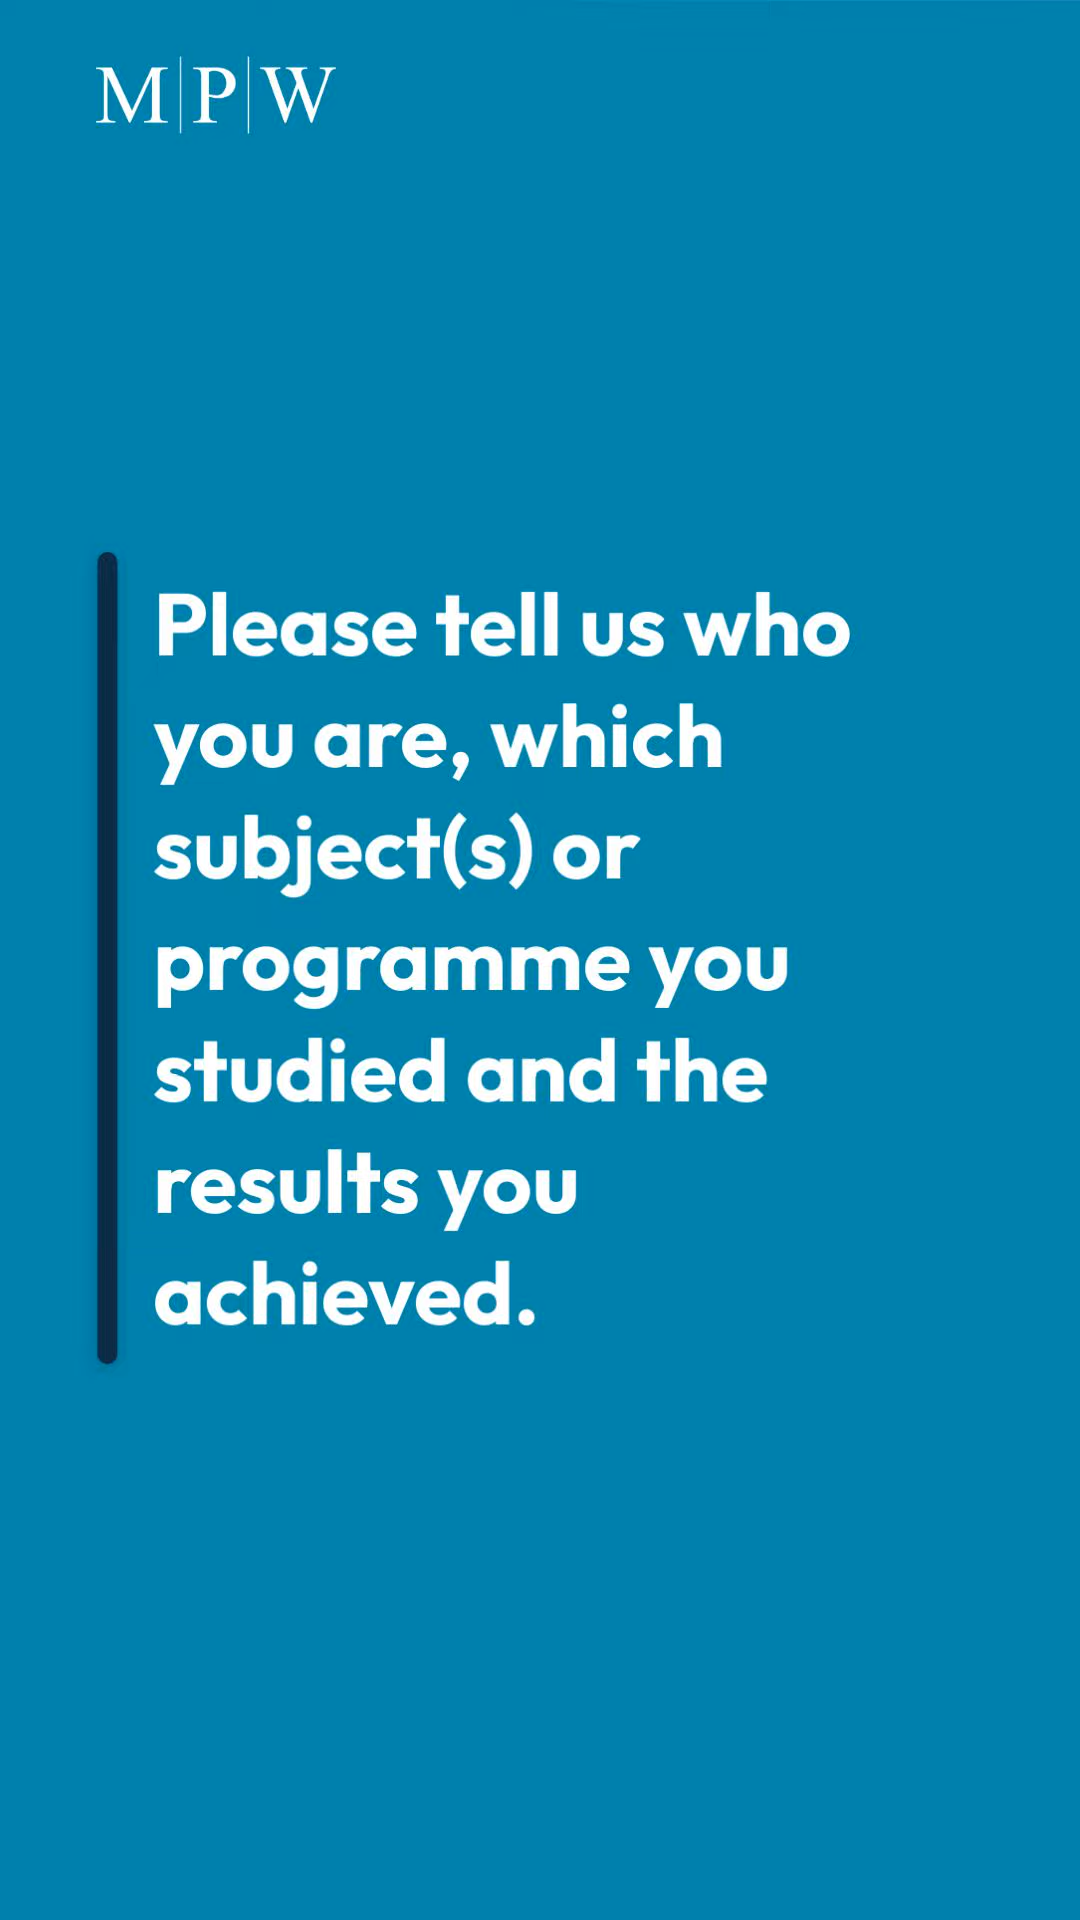 M|P|W
Please tell us who
you are, which
subject(s) or
programme you
studied and the
results you
achieved.